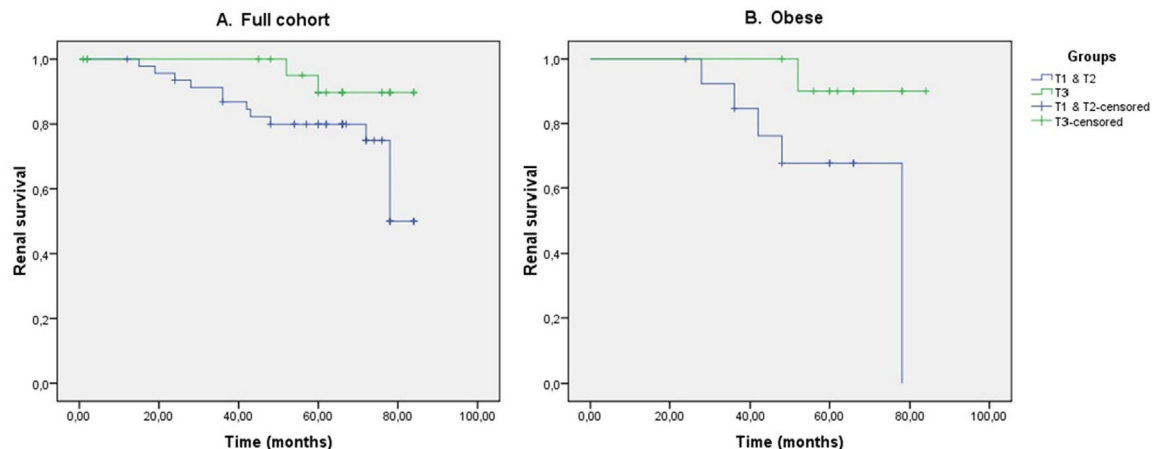 A. Full cohort
Renal survival
1,0
0,8
0,6
0,4
0,2
0,0
0,00 20,00 40,00 60,00 80,00 100,00
Time (months)
B. Obese
Renal survival
1,0
0,8
0,6
0,4
0,2
0,0
0,00 20,00 40,00 60,00 80,00 100,00
Time (months)
Groups
T1 & T2
T3
T1 & T2-censored
T3-censored